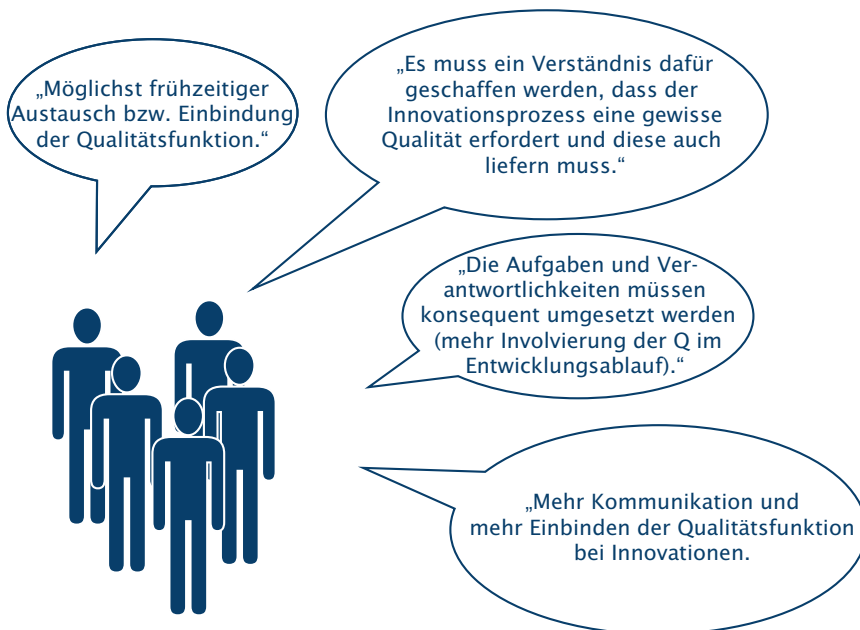 „Möglichst frühzeitiger
Austausch bzw. Einbindung
der Qualitätsfunktion.“
„Es muss ein Verständnis dafür
geschaffen werden, dass der
Innovationsprozess eine gewisse
Qualität erfordert und diese auch
liefern muss.“
„Die Aufgaben und Ver-
antwortlichkeiten müssen
konsequent umgesetzt werden
(mehr Involvierung der Q im
Entwicklungsablauf).“
„Mehr Kommunikation und
mehr Einbinden der Qualitätsfunktion
bei Innovationen.